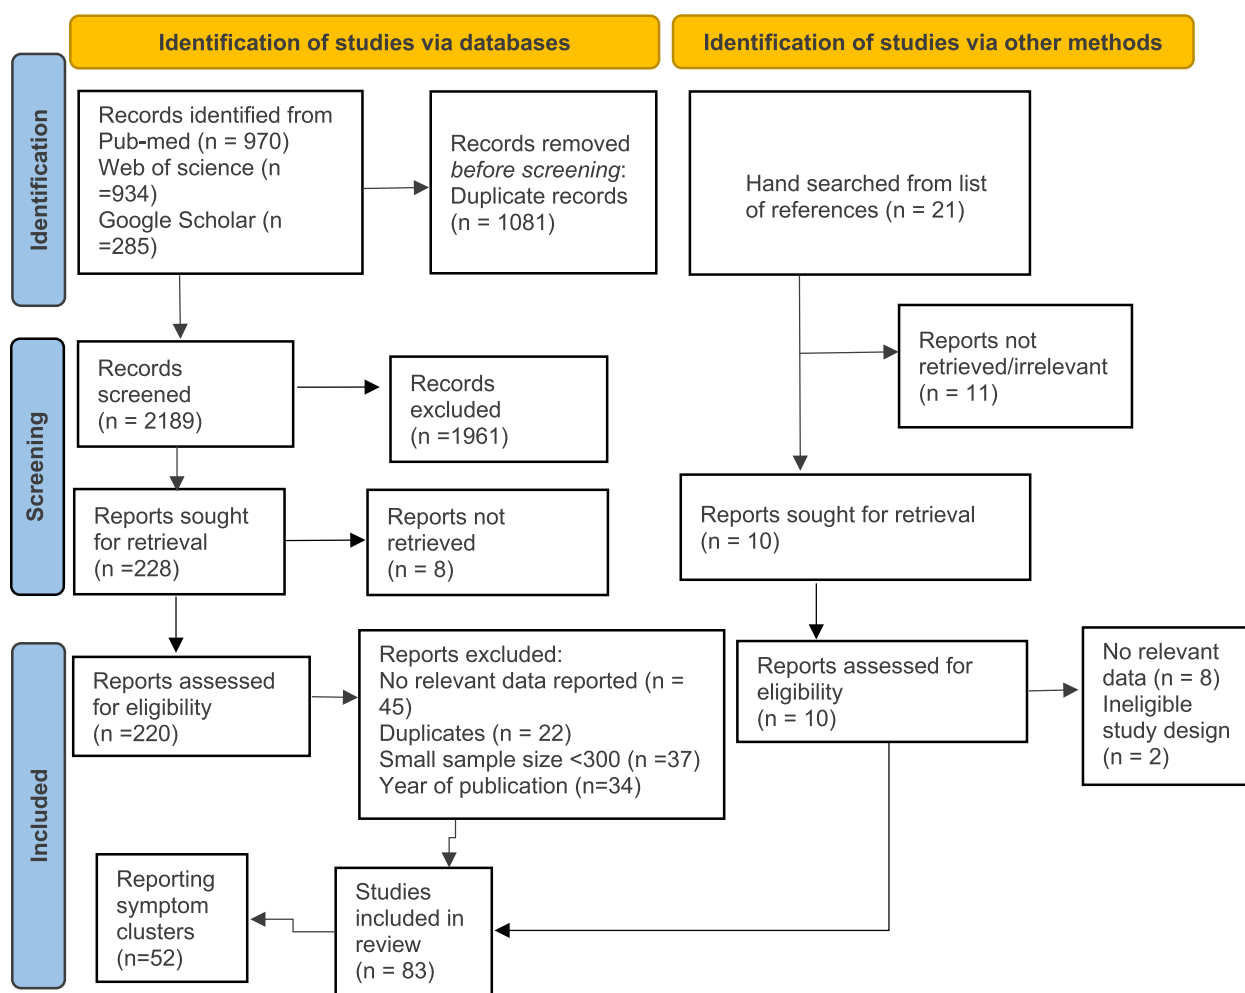 Identification of studies via databases
Identification of studies via other methods
Identification
Records identified from
Pub-med (n = 970)
Web of science (n
=934)
Google Scholar (n
=285)
Records removed
before screening:
Duplicate records
(n = 1081)
Hand searched from list
of references (n = 21)
Screening
Records
screened
(n = 2189)
Records
excluded
(n =1961)
Reports not
retrieved/irrelevant
(n = 11)
Reports sought
for retrieval
(n =228)
Reports not
retrieved
(n = 8)
Reports sought for retrieval
(n = 10)
Included
Reports assessed
for eligibility
(n =220)
Reports excluded:
No relevant data reported (n =
45)
Duplicates (n = 22)
Small sample size <300 (n =37)
Year of publication (n=34)
Reports assessed for
eligibility
(n = 10)
No relevant
data (n = 8)
Ineligible
study design
(n = 2)
Reporting
symptom
clusters
(n=52)
Studies
included in
review
(n = 83)